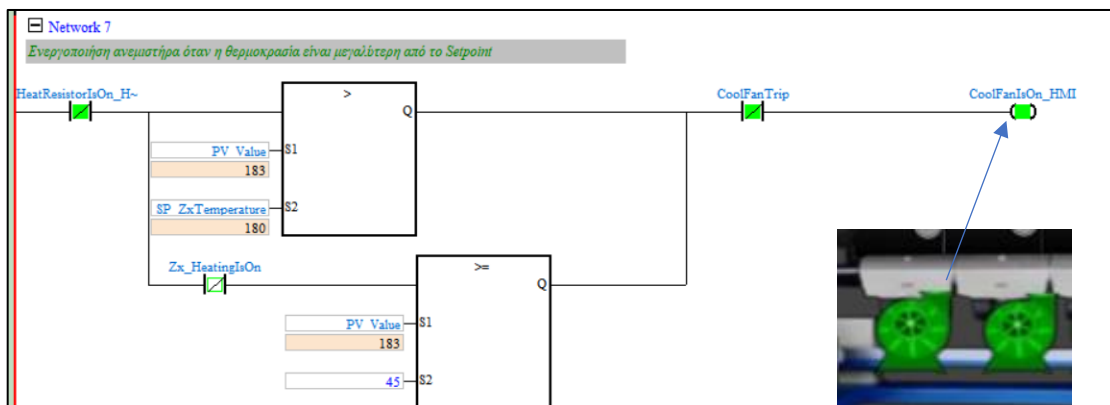 Network 7
Ενεργοποίηση ανεμιστήρα όταν η θερμοκρασία είναι μεγαλύτερη από το Setpoint
HeatResistorIsOn_H~
CoolFanTrip
CoolFanIsOn_HMI
>
Q
PV_Value
S1
183
SP_ZxTemperature
S2
180
Zx_HeatingIsOn
>=
Q
PV_Value
S1
183
45
S2